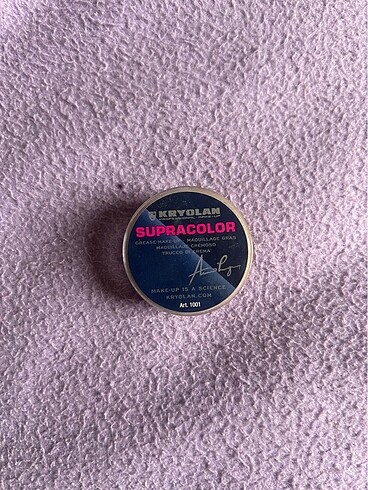 KRYOLAN
SUPRACOLOR
GREASE-MAKE-UP · MAQUILLAGE GRAS
MAQUILLAJE CREMOSO
TRUCCO IN CREMA
MAKE-UP IS A SCIENCE
KRYOLAN.COM
Art. 1001